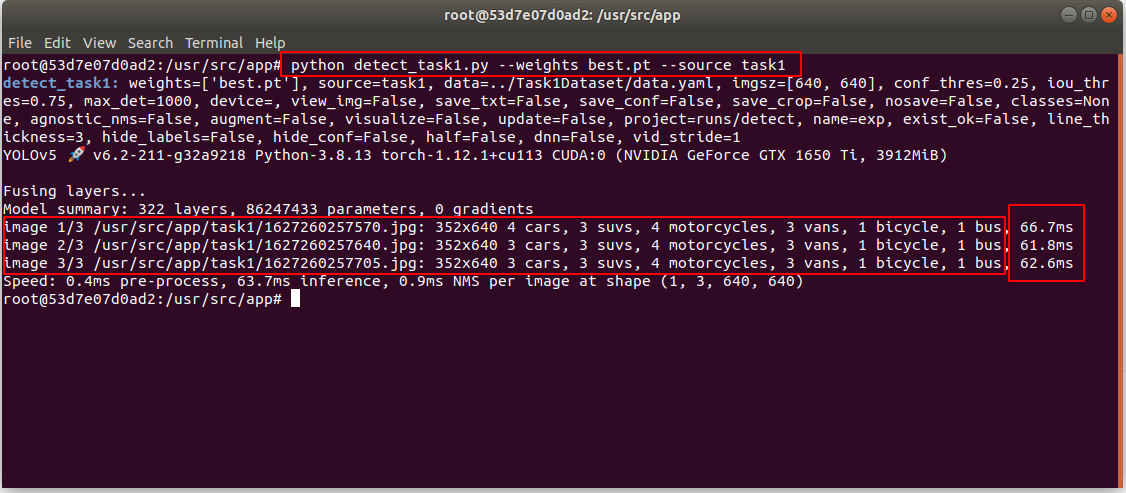 root@53d7e07d0ad2: /usr/src/app
File Edit View Search Terminal Help
root@53d7e07d0ad2:/usr/src/app# python detect_task1.py --weights best.pt --source task1
detect_task1: weights=['best.pt'], source=task1, data=../Task1Dataset/data.yaml, imgsz=[640, 640], conf_thres=0.25, iou_thr
es=0.75, max_det=1000, device=, view_img=False, save_txt=False, save_conf=False, save_crop=False, nosave=False, classes=Non
e, agnostic_nms=False, augment=False, visualize=False, update=False, project=runs/detect, name=exp, exist_ok=False, line_th
ickness=3, hide_labels=False, hide_conf=False, half=False, dnn=False, vid_stride=1
YOLOv5 🚀 v6.2-211-g32a9218 Python-3.8.13 torch-1.12.1+cu113 CUDA:0 (NVIDIA GeForce GTX 1650 Ti, 3912MiB)
Fusing layers...
Model summary: 322 layers, 86247433 parameters, 0 gradients
image 1/3 /usr/src/app/task1/1627260257570.jpg: 352x640 4 cars, 3 suvs, 4 motorcycles, 3 vans, 1 bicycle, 1 bus, 66.7ms
image 2/3 /usr/src/app/task1/1627260257640.jpg: 352x640 3 cars, 3 suvs, 4 motorcycles, 3 vans, 1 bicycle, 1 bus, 61.8ms
image 3/3 /usr/src/app/task1/1627260257705.jpg: 352x640 3 cars, 3 suvs, 4 motorcycles, 3 vans, 1 bicycle, 1 bus, 62.6ms
Speed: 0.4ms pre-process, 63.7ms inference, 0.9ms NMS per image at shape (1, 3, 640, 640)
root@53d7e07d0ad2:/usr/src/app#